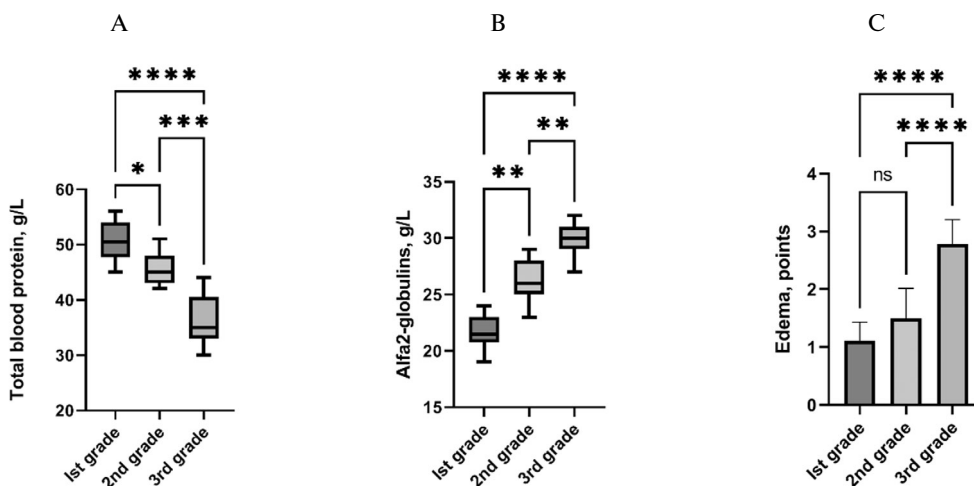 A
****
***
*
Total blood protein, g/L
60
50
40
30
20
Ist grade
2nd grade
3rd grade
B
****
**
**
Alfa2-globulins, g/L
35
30
25
20
15
Ist grade
2nd grade
3rd grade
C
****
****
ns
Edema, points
4
3
2
1
0
Ist grade
2nd grade
3rd grade